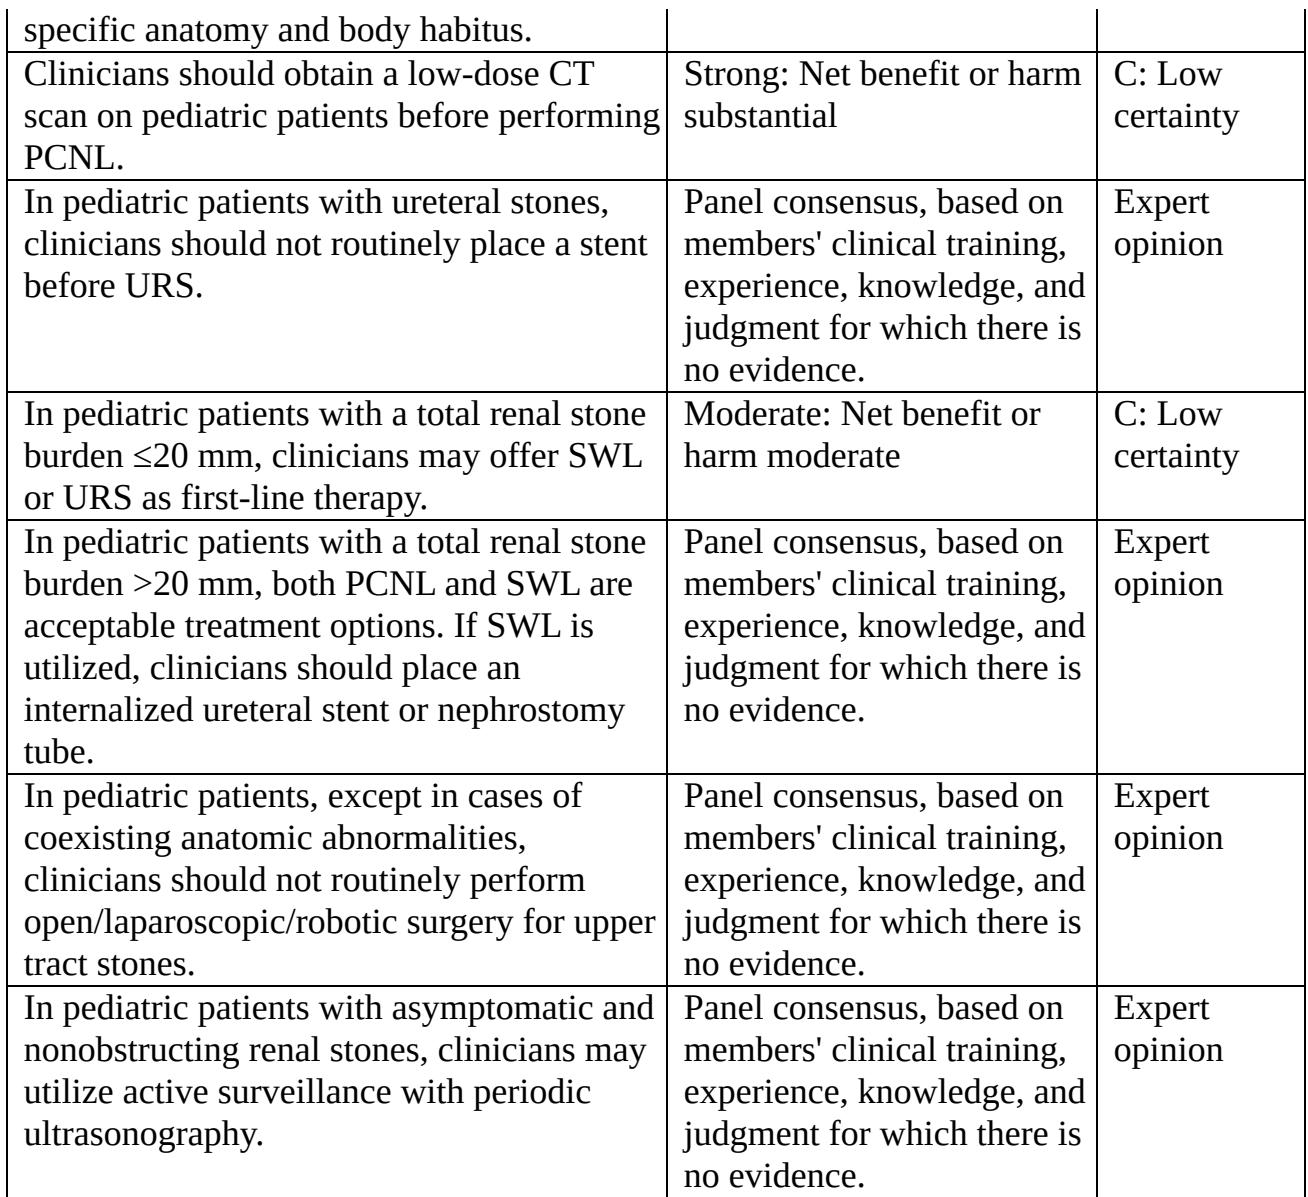 specific anatomy and body habitus.
Clinicians should obtain a low-dose CT
scan on pediatric patients before performing
PCNL.
Strong: Net benefit or harm
substantial
C: Low
certainty
In pediatric patients with ureteral stones,
clinicians should not routinely place a stent
before URS.
Panel consensus, based on
members' clinical training,
experience, knowledge, and
judgment for which there is
no evidence.
Expert
opinion
In pediatric patients with a total renal stone
burden ≤20 mm, clinicians may offer SWL
or URS as first-line therapy.
Moderate: Net benefit or
harm moderate
C: Low
certainty
In pediatric patients with a total renal stone
burden >20 mm, both PCNL and SWL are
acceptable treatment options. If SWL is
utilized, clinicians should place an
internalized ureteral stent or nephrostomy
tube.
Panel consensus, based on
members' clinical training,
experience, knowledge, and
judgment for which there is
no evidence.
Expert
opinion
In pediatric patients, except in cases of
coexisting anatomic abnormalities,
clinicians should not routinely perform
open/laparoscopic/robotic surgery for upper
tract stones.
Panel consensus, based on
members' clinical training,
experience, knowledge, and
judgment for which there is
no evidence.
Expert
opinion
In pediatric patients with asymptomatic and
nonobstructing renal stones, clinicians may
utilize active surveillance with periodic
ultrasonography.
Panel consensus, based on
members' clinical training,
experience, knowledge, and
judgment for which there is
no evidence.
Expert
opinion